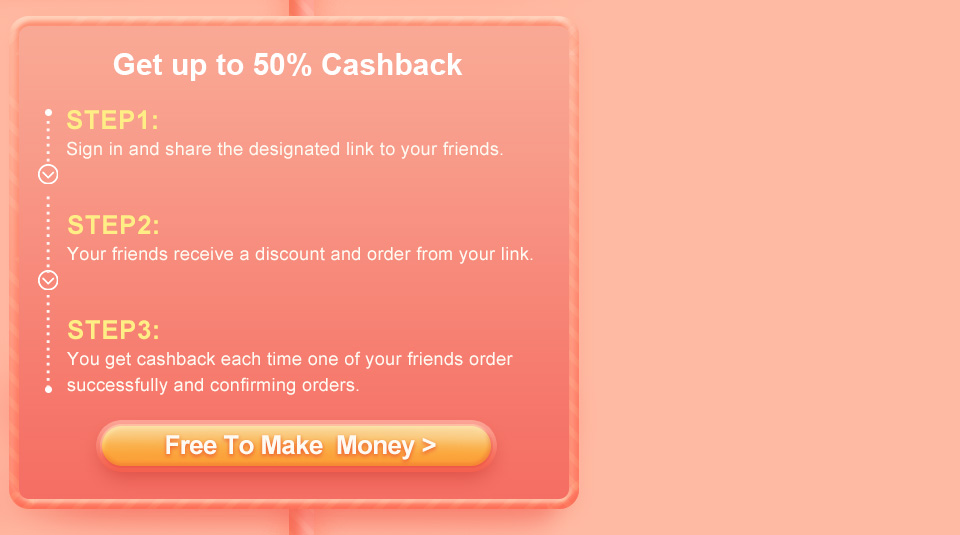 Get up to 50% Cashback
STEP1:
Sign in and share the designated link to your friends.
STEP2:
Your friends receive a discount and order from your link.
STEP3:
You get cashback each time one of your friends order
successfully and confirming orders.
Free To Make  Money >